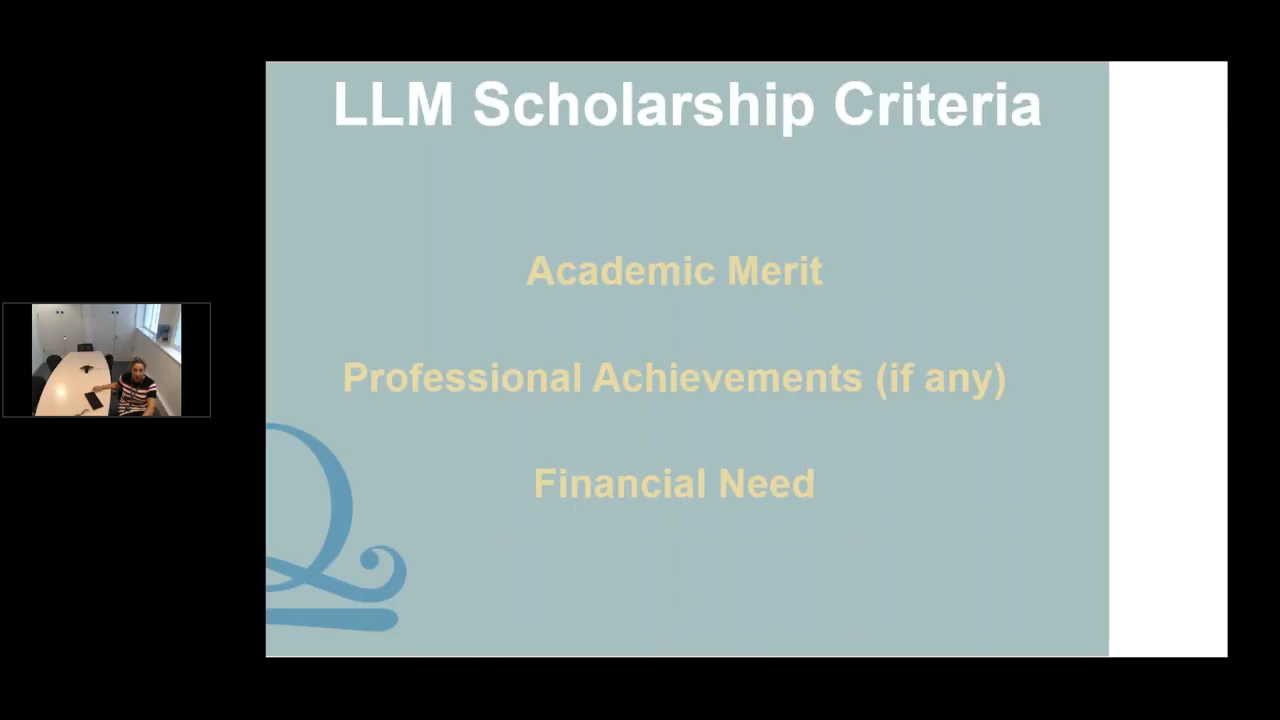 LLM Scholarship Criteria
Academic Merit
Professional Achievements (if any)
Financial Need